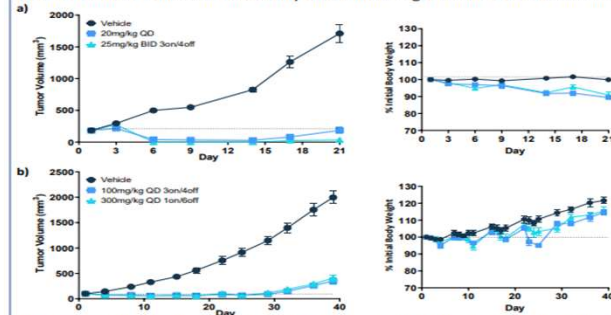 a)
Vehicle
20mg/kg QD
25mg/kg BID 3on/4off
Tumor Volume (mm³)
2000
1500
1000
500
0
0 3 6 9 12 15 18 21
Day
% Initial Body Weight
130
120
110
100
90
80
70
0 3 6 9 12 15 18 21
Day
b)
Vehicle
100mg/kg QD 3on/4off
300mg/kg QD 1on/6off
Tumor Volume (mm³)
2500
2000
1500
1000
500
0
0 10 20 30 40
Day
% Initial Body Weight
130
120
110
100
90
80
70
0 10 20 30 40
Day